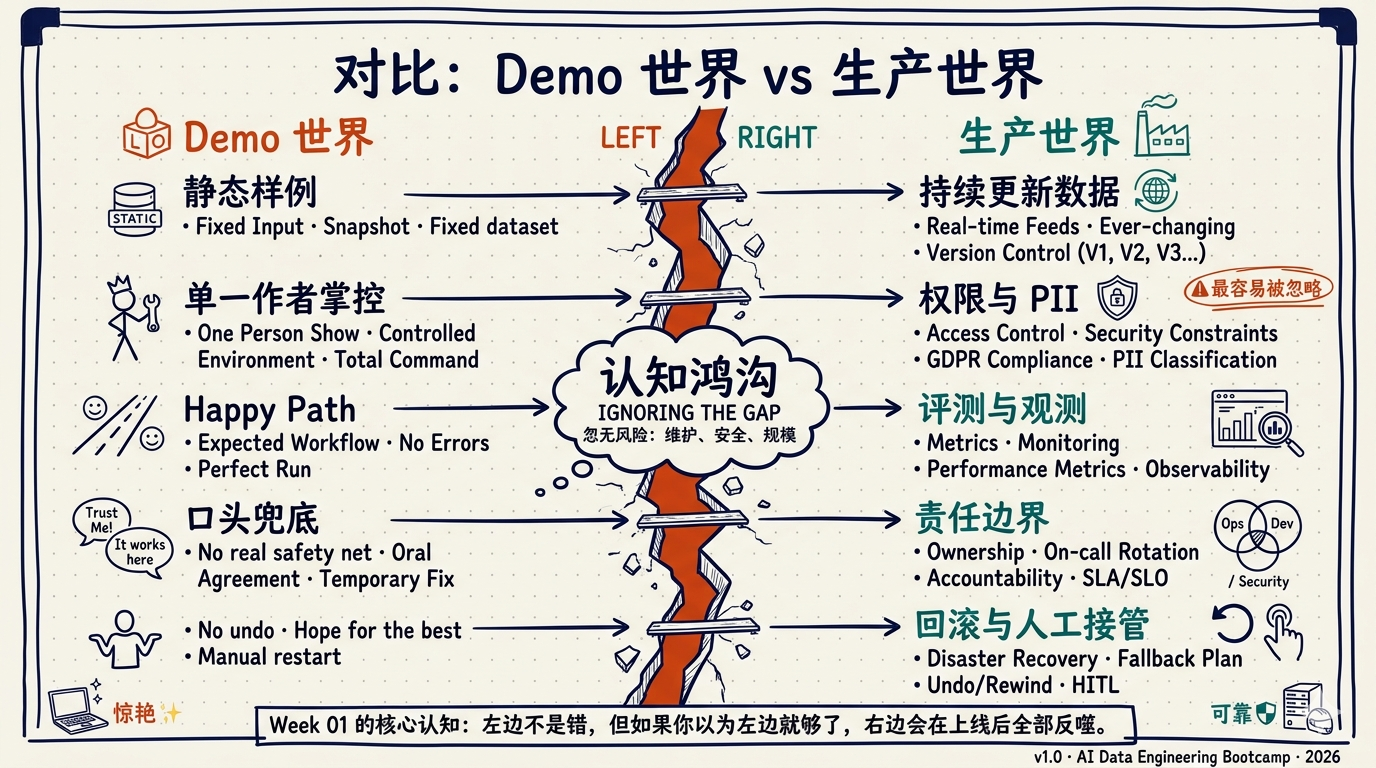 对比：Demo 世界 vs 生产世界
LO
Demo 世界
LEFT
RIGHT
生产世界
STATIC
静态样例
• Fixed Input · Snapshot · Fixed dataset
持续更新数据
• Real-time Feeds · Ever-changing
• Version Control (V1, V2, V3...)
单一作者掌控
• One Person Show · Controlled
Environment · Total Command
权限与 PII
最容易被忽略
• Access Control · Security Constraints
• GDPR Compliance · PII Classification
认知鸿沟
IGNORING THE GAP
忽无风险：维护、安全、规模
Happy Path
• Expected Workflow · No Errors
• Perfect Run
评测与观测
• Metrics · Monitoring
• Performance Metrics · Observability
Trust
Me!
It works
here
口头兜底
• No real safety net · Oral
Agreement · Temporary Fix
责任边界
• Ownership · On-call Rotation
• Accountability · SLA/SLO
Ops
Dev
/ Security
• No undo · Hope for the best
• Manual restart
回滚与人工接管
• Disaster Recovery · Fallback Plan
• Undo/Rewind · HITL
惊艳
Week 01 的核心认知：左边不是错，但如果你以为左边就够了，右边会在上线后全部反噬。
可靠
v1.0 · AI Data Engineering Bootcamp · 2026